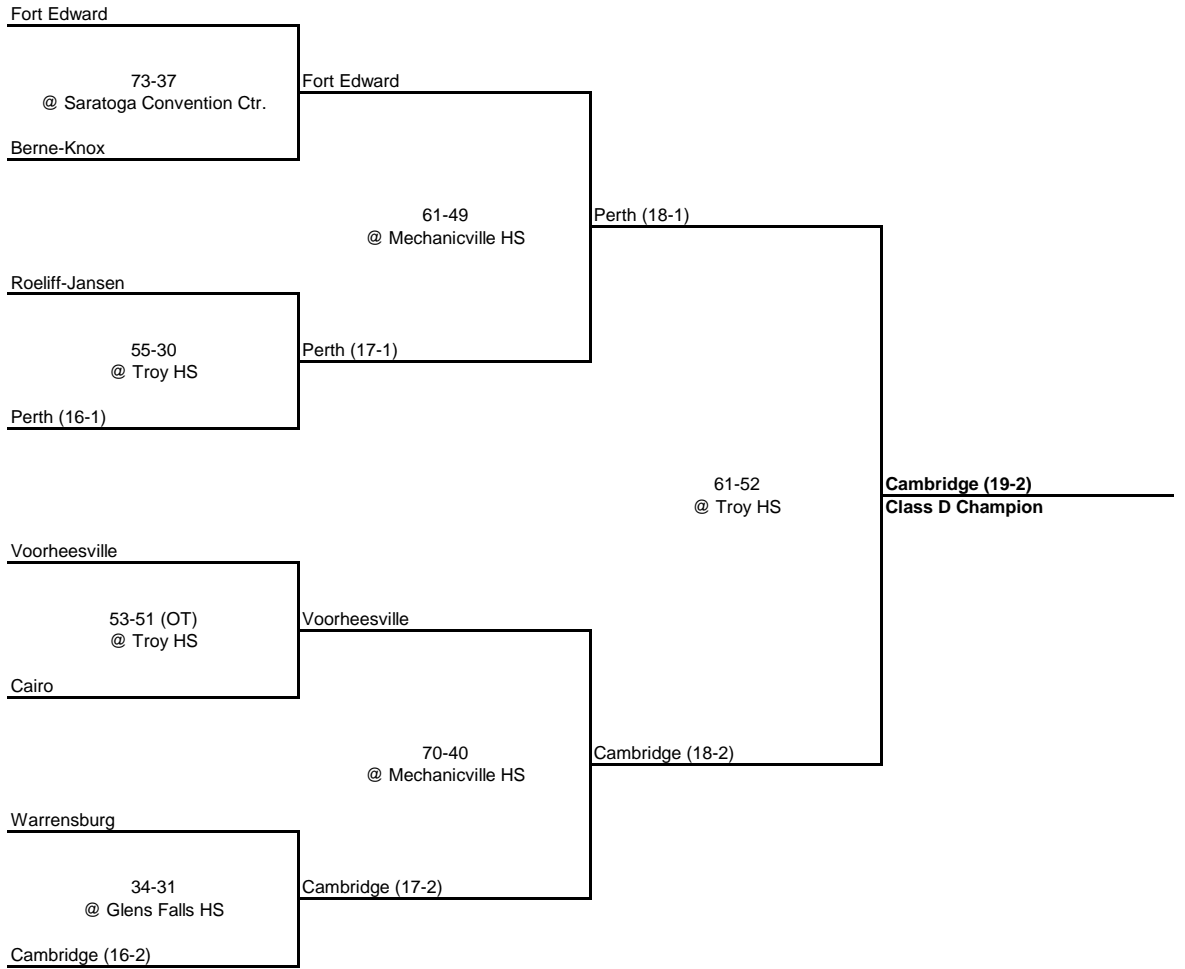 Fort Edward
73-37
@ Saratoga Convention Ctr.
Fort Edward
Berne-Knox
61-49
@ Mechanicville HS
Perth (18-1)
Roeliff-Jansen
55-30
@ Troy HS
Perth (17-1)
Perth (16-1)
61-52
@ Troy HS
Cambridge (19-2)
Class D Champion
Voorheesville
53-51 (OT)
@ Troy HS
Voorheesville
Cairo
70-40
@ Mechanicville HS
Cambridge (18-2)
Warrensburg
34-31
@ Glens Falls HS
Cambridge (17-2)
Cambridge (16-2)